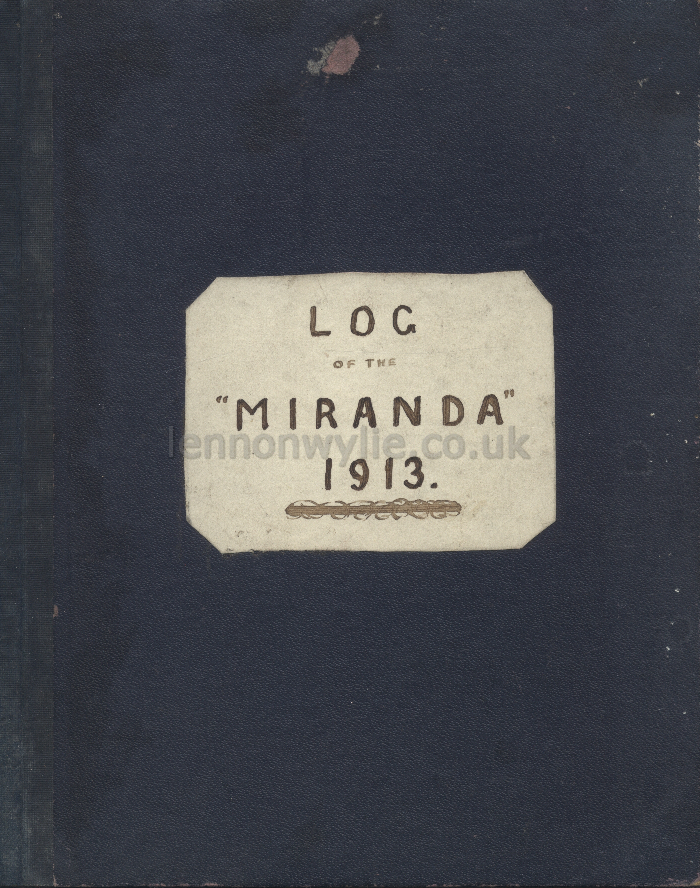 LOG
OF THE
"MIRANDA"
lennonwylie.co.uk
1913.